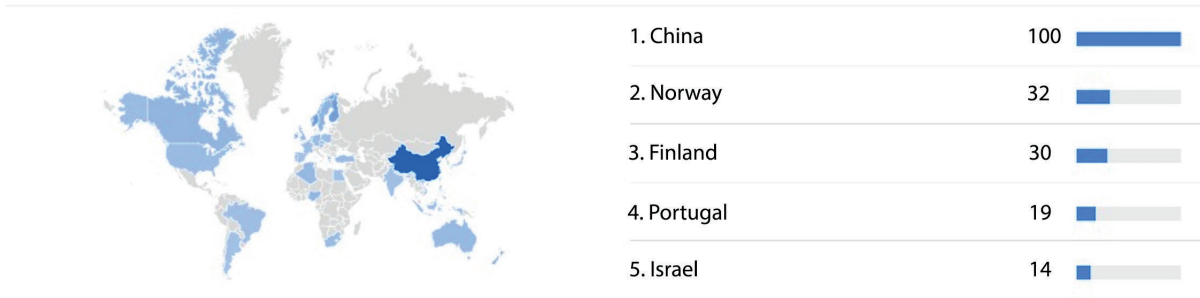 1. China 100
2. Norway 32
3. Finland 30
4. Portugal 19
5. Israel 14